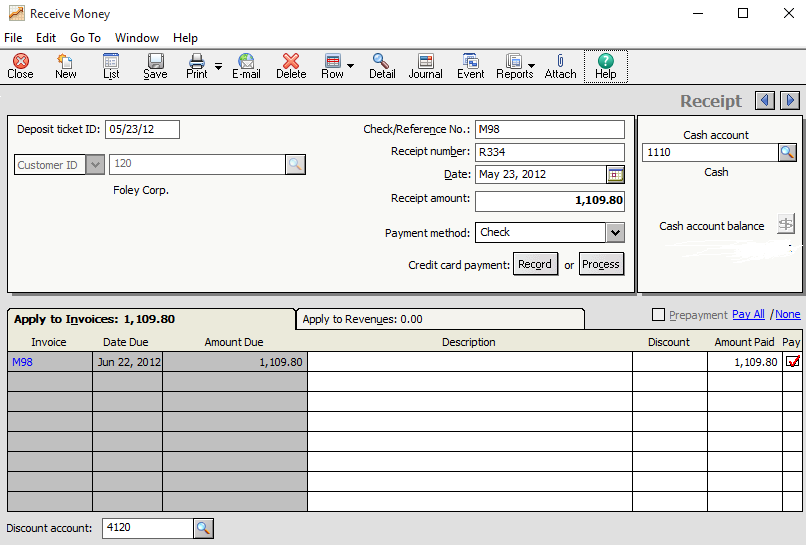 Receive Money
File Edit Go To Window Help
Close New List Save Print E-mail Delete Row Detail Journal Event Reports Attach Help
Receipt
Deposit ticket ID: 05/23/12
Customer ID 120
Foley Corp.
Check/Reference No.: M98
Receipt number: R334
Date: May 23, 2012
Receipt amount: 1,109.80
Payment method: Check
Credit card payment: Record or Process
Cash account
1110
Cash
Cash account balance
Apply to Invoices: 1,109.80 Apply to Revenues: 0.00 Prepayment Pay All / None
Invoice Date Due Amount Due Description Discount Amount Paid Pay
M98 Jun 22, 2012 1,109.80 1,109.80
Discount account: 4120